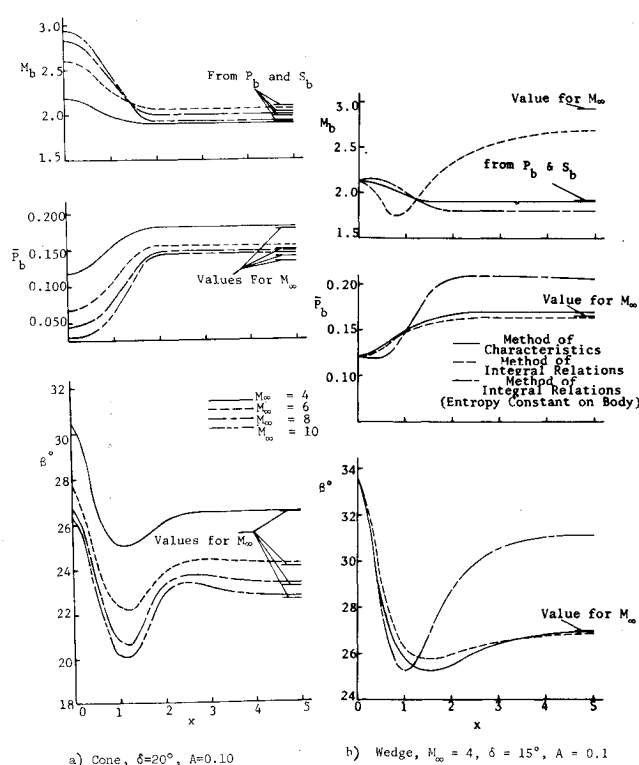 3.0
M_b 2.5
2.0
1.5
From P_b and S_b
0.200
P̄_b 0.150
0.100
0.050
Values For M_∞
β°
32
30
28
26
24
22
20
18
M_∞ = 4
M_∞ = 6
M_∞ = 8
M_∞ = 10
Values for M_∞
0 1 2 3 4 5
x
a) Cone, δ=20°, A=0.10
3.0
M_b
2.5
2.0
1.5
Value for M_∞
from P_b & S_b
0.20
P̄_b
0.15
0.10
Value for M_∞
Method of
Characteristics
Method of
Integral Relations
Method of
Integral Relations
(Entropy Constant on Body)
β°
34
31
28
26
24
Value for M_∞
0 1 2 3 4 5
x
b) Wedge, M_∞ = 4, δ = 15°, A = 0.1